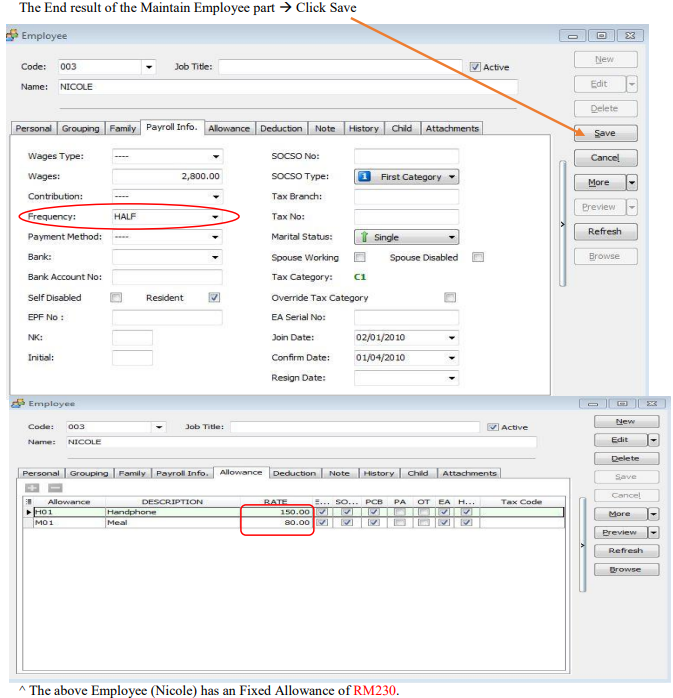 The End result of the Maintain Employee part → Click Save
Employee
Code: 003 Job Title: Active
Name: NICOLE
Personal Grouping Family Payroll Info. Allowance Deduction Note History Child Attachments
Wages Type: ---- SOCSO No:
Wages: 2,800.00 SOCSO Type: 1 First Category
Contribution: ---- Tax Branch:
Frequency: HALF Tax No:
Payment Method: ---- Marital Status: Single
Bank: Spouse Working Spouse Disabled
Bank Account No: Tax Category: C1
Self Disabled Resident Override Tax Category
EPF No : EA Serial No:
NK: Join Date: 02/01/2010
Initial: Confirm Date: 01/04/2010
Resign Date:
New
Edit
Delete
Save
Cancel
More
Preview
Refresh
Browse
Employee
Code: 003 Job Title: Active
Name: NICOLE
Personal Grouping Family Payroll Info. Allowance Deduction Note History Child Attachments
Allowance DESCRIPTION RATE E... SO... PCB PA OT EA H... Tax Code
H01 Handphone 150.00
M01 Meal 80.00
New
Edit
Delete
Save
Cancel
More
Preview
Refresh
Browse
^ The above Employee (Nicole) has an Fixed Allowance of RM230.